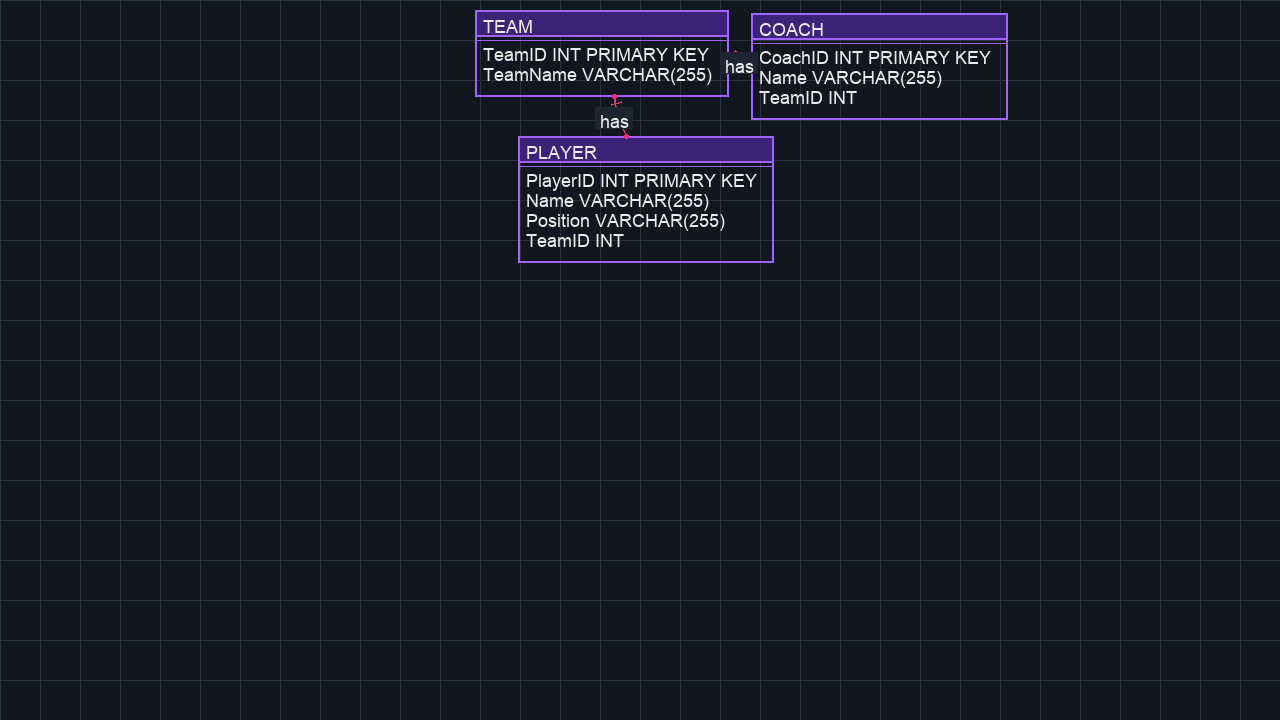 TEAM
TeamID INT PRIMARY KEY
TeamName VARCHAR(255)
has
COACH
CoachID INT PRIMARY KEY
Name VARCHAR(255)
TeamID INT
has
PLAYER
PlayerID INT PRIMARY KEY
Name VARCHAR(255)
Position VARCHAR(255)
TeamID INT